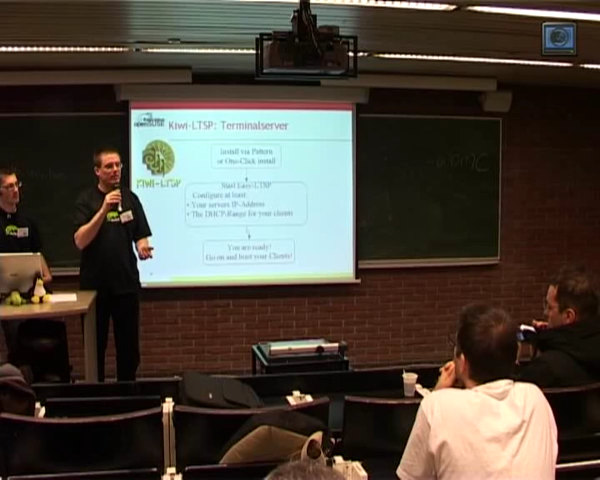 openSUSE
Kiwi-LTSP: Terminalserver
KIWI-LTSP
Install via Pattern
or One-Click install
Start Easy-LTSP
Configure at least:
• Your servers IP-Address
• The DHCP-Range for your clients
You are ready!
Go on and boot your Clients!